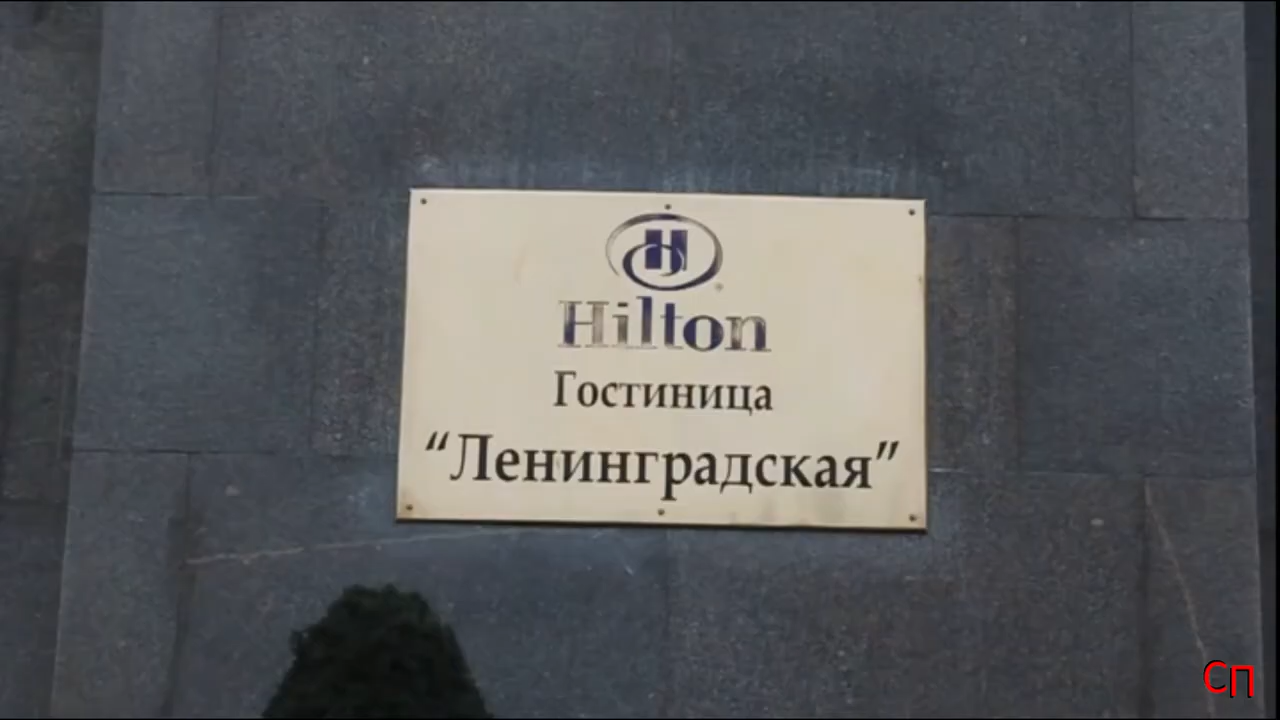 H
Hilton
Гостиница
“Ленинградская”
СП